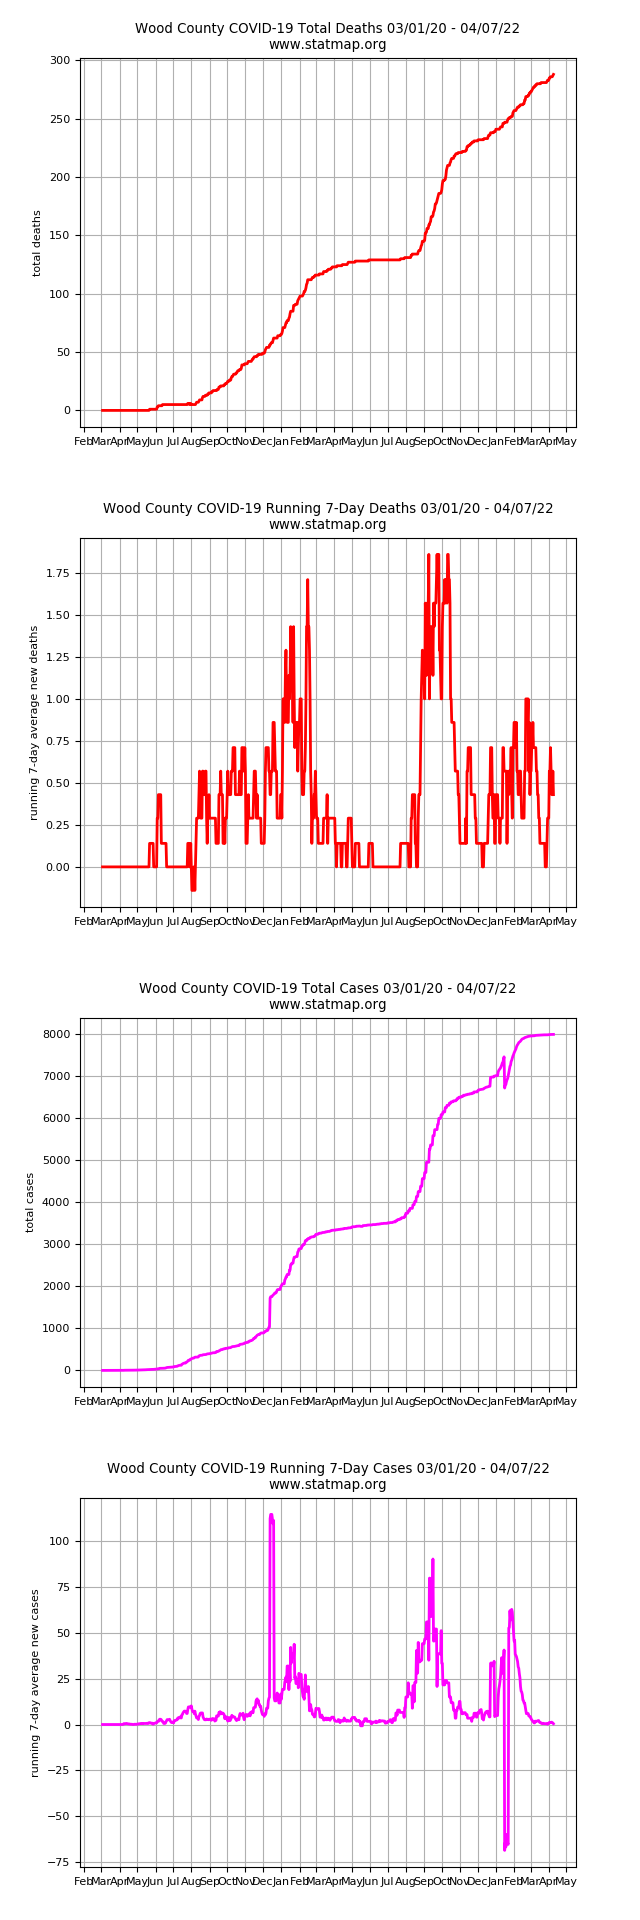 Wood County COVID-19 Total Deaths 03/01/20 - 04/07/22
www.statmap.org
300
250
200
150
100
50
0
total deaths
Feb Mar Apr May Jun Jul Aug Sep Oct Nov Dec Jan Feb Mar Apr May Jun Jul Aug Sep Oct Nov Dec Jan Feb Mar Apr May
Wood County COVID-19 Running 7-Day Deaths 03/01/20 - 04/07/22
www.statmap.org
1.75
1.50
1.25
1.00
0.75
0.50
0.25
0.00
running 7-day average new deaths
Feb Mar Apr May Jun Jul Aug Sep Oct Nov Dec Jan Feb Mar Apr May Jun Jul Aug Sep Oct Nov Dec Jan Feb Mar Apr May
Wood County COVID-19 Total Cases 03/01/20 - 04/07/22
www.statmap.org
8000
7000
6000
5000
4000
3000
2000
1000
0
total cases
Feb Mar Apr May Jun Jul Aug Sep Oct Nov Dec Jan Feb Mar Apr May Jun Jul Aug Sep Oct Nov Dec Jan Feb Mar Apr May
Wood County COVID-19 Running 7-Day Cases 03/01/20 - 04/07/22
www.statmap.org
100
75
50
25
0
−25
−50
−75
running 7-day average new cases
Feb Mar Apr May Jun Jul Aug Sep Oct Nov Dec Jan Feb Mar Apr May Jun Jul Aug Sep Oct Nov Dec Jan Feb Mar Apr May